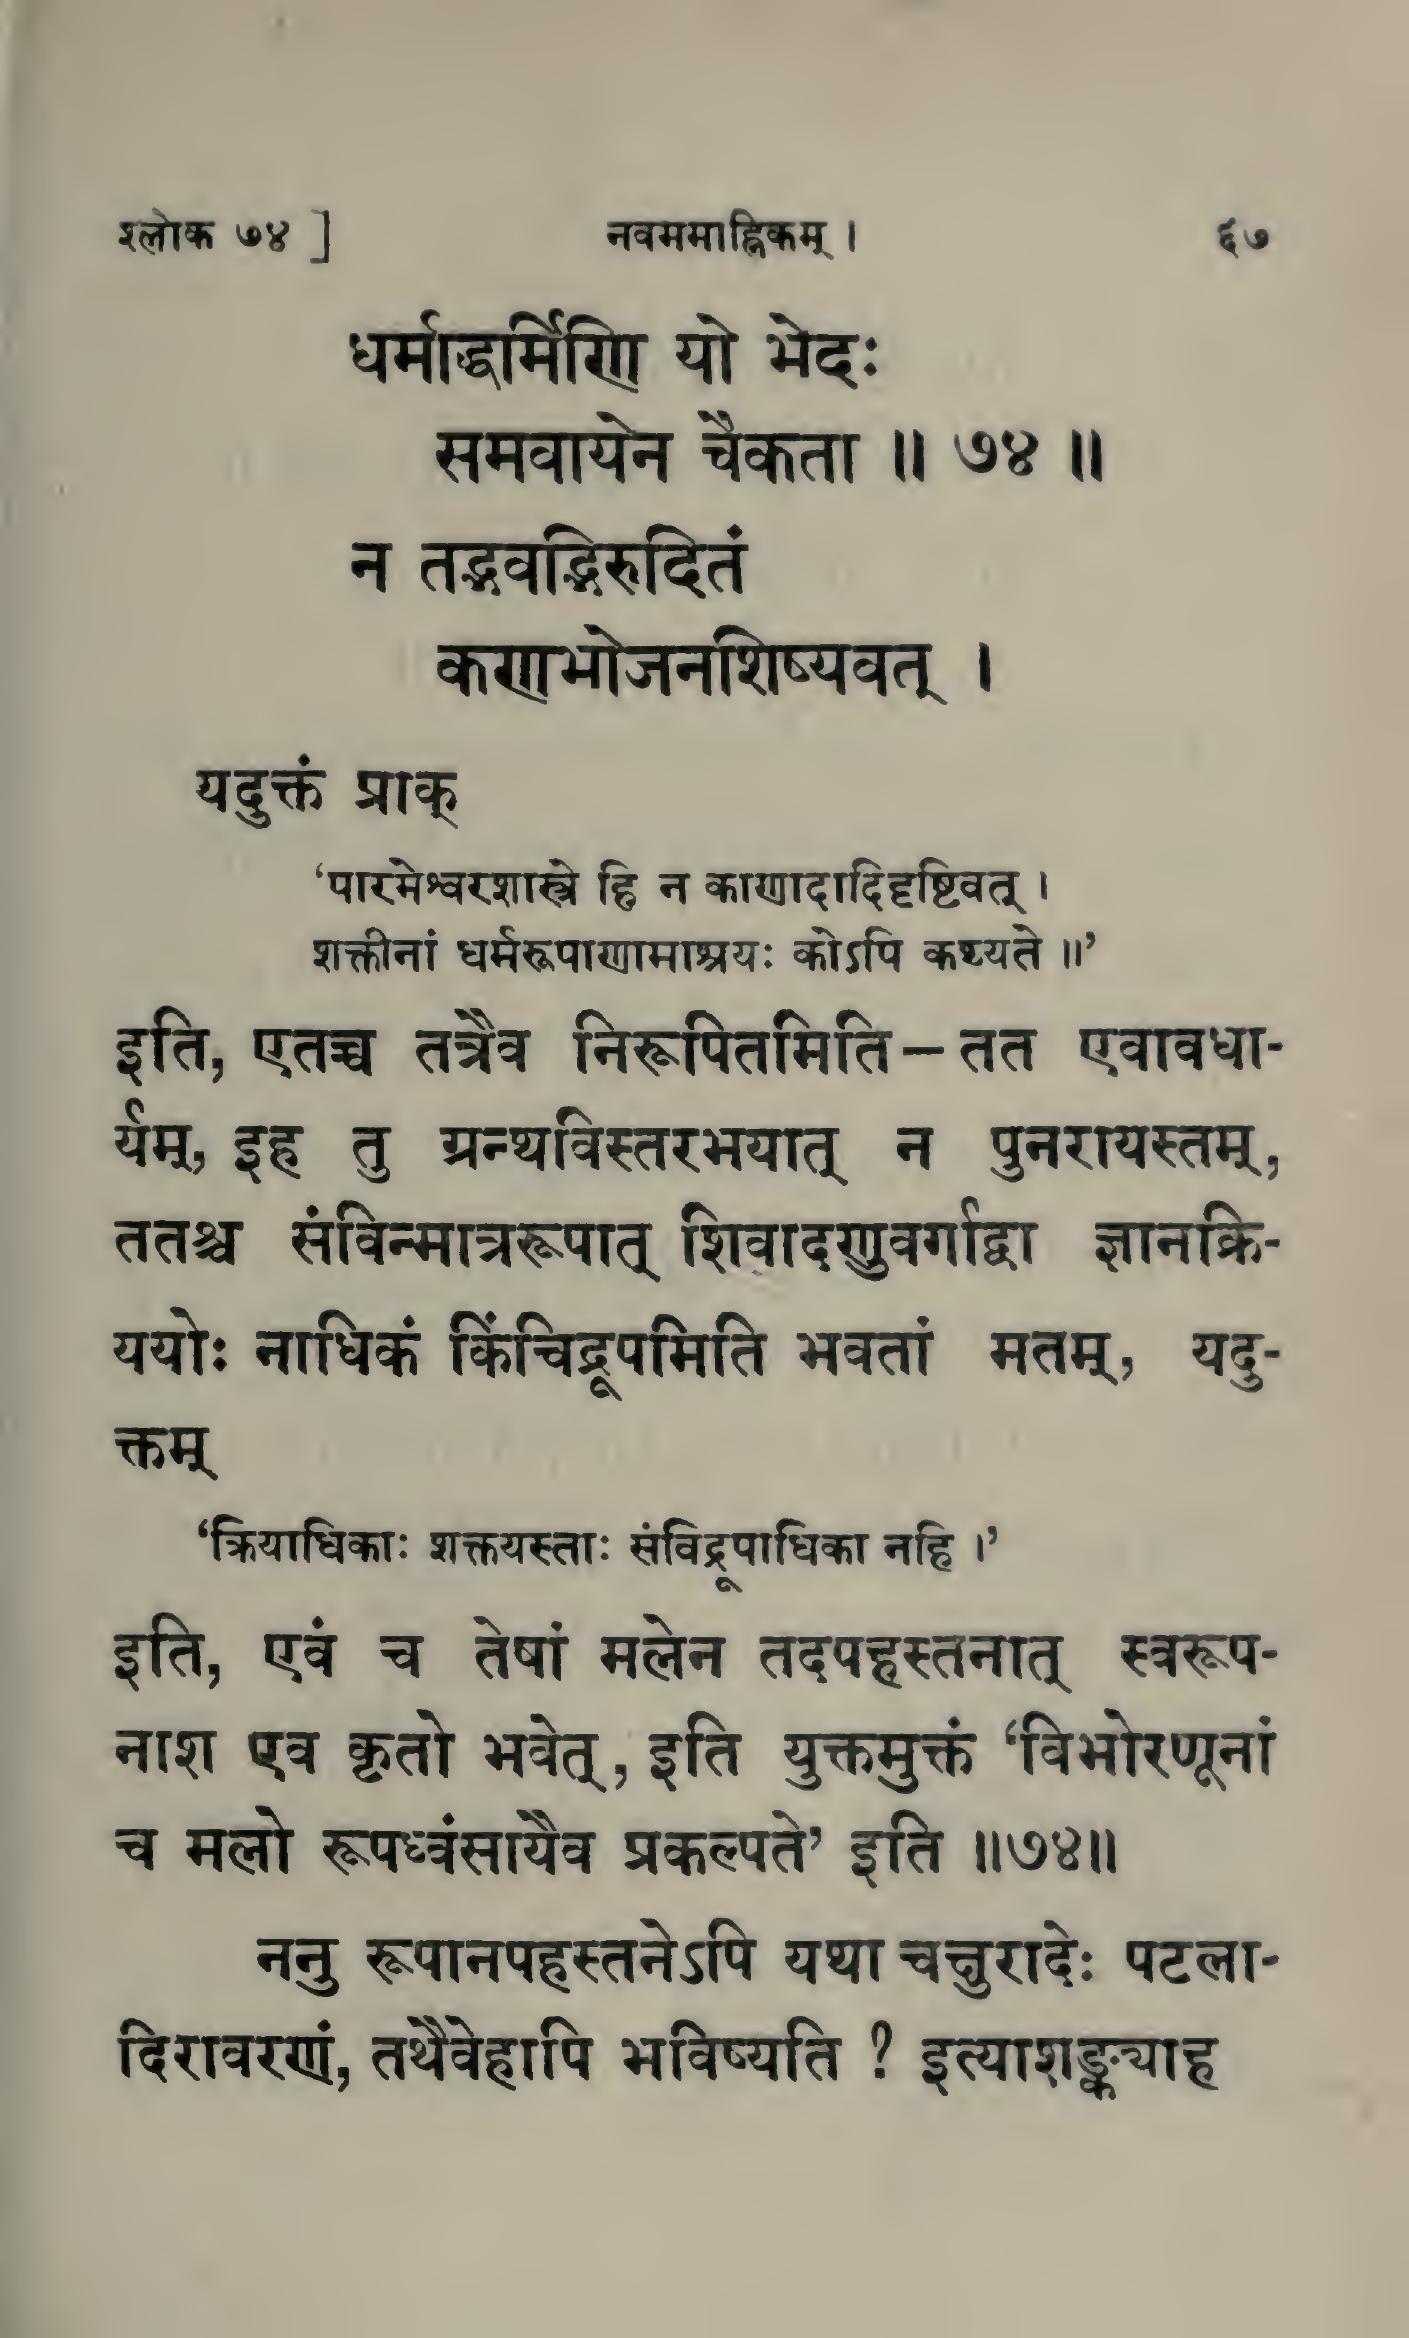 श्लोक ७४ ] नवममाह्निकम् । ६७
धर्माद्धर्मिणि यो भेदः
समवायेन चैकता ॥ ७४ ॥
न तद्भवद्भिरुदितं
कणभोजनशिष्यवत् ।
यदुक्तं प्राक्
‘पारमेश्वरशास्त्रे हि न काणादादिदृष्टिवत् ।
शक्तीनां धर्मरूपाणामाश्रयः कोऽपि कथ्यते ॥’
इति, एतच्च तत्रैव निरूपितमिति – तत एवावधा-
र्यम्, इह तु ग्रन्थविस्तरभयात् न पुनरायस्तम्,
ततश्च संविन्मात्ररूपात् शिवादणुवर्गाद्वा ज्ञानक्रि-
ययोः नाधिकं किंचिद्रूपमिति भवतां मतम्, यदु-
क्तम्
‘क्रियाधिकाः शक्तयस्ताः संविद्रूपाधिका नहि ।’
इति, एवं च तेषां मलेन तदपहस्तनात् स्वरूप-
नाश एव कृतो भवेत्, इति युक्तमुक्तं ‘विभोरणूनां
च मलो रूपध्वंसायैव प्रकल्पते’ इति ॥७४॥
ननु रूपानपहस्तनेऽपि यथा चक्षुरादेः पटला-
दिरावरणं, तथैवेहापि भविष्यति ? इत्याशङ्क्याह